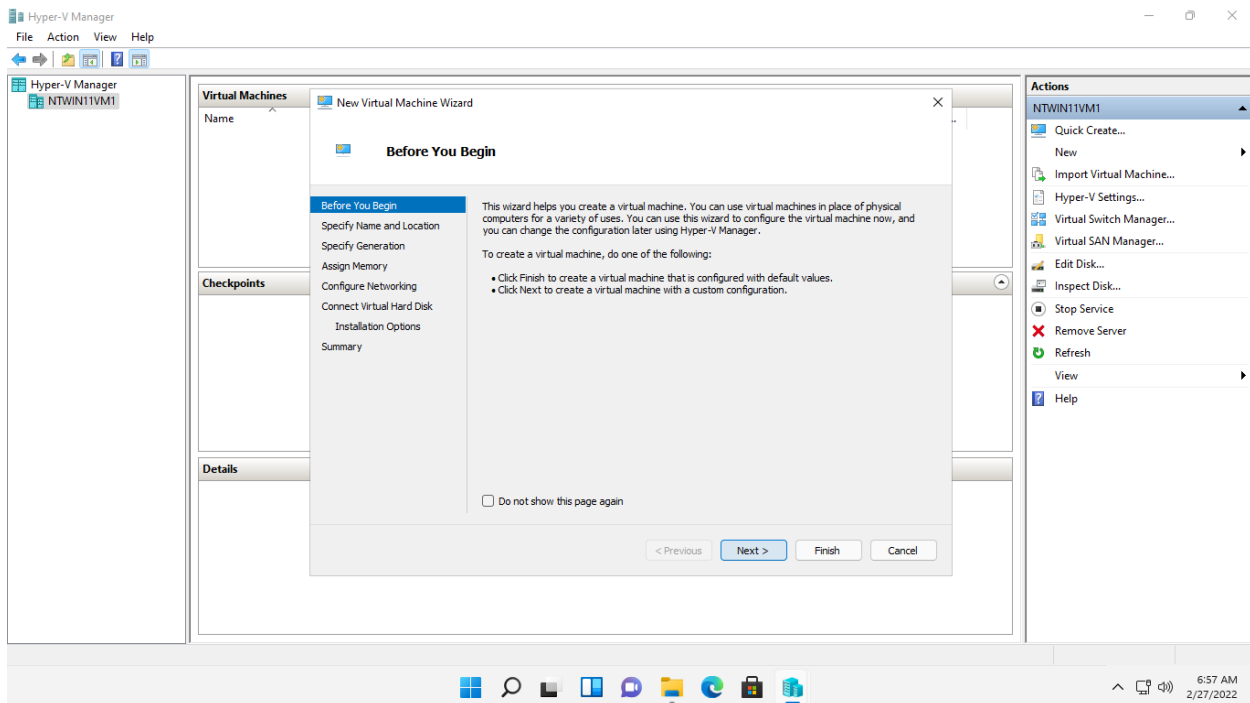 Hyper-V Manager
File Action View Help
Hyper-V Manager
NTWIN11VM1
Virtual Machines
Name
..
New Virtual Machine Wizard
Before You Begin
Before You Begin
Specify Name and Location
Specify Generation
Assign Memory
Configure Networking
Connect Virtual Hard Disk
Installation Options
Summary
This wizard helps you create a virtual machine. You can use virtual machines in place of physical
computers for a variety of uses. You can use this wizard to configure the virtual machine now, and
you can change the configuration later using Hyper-V Manager.
To create a virtual machine, do one of the following:
• Click Finish to create a virtual machine that is configured with default values.
• Click Next to create a virtual machine with a custom configuration.
Do not show this page again
< Previous Next > Finish Cancel
Checkpoints
Details
Actions
NTWIN11VM1
Quick Create...
New
Import Virtual Machine...
Hyper-V Settings...
Virtual Switch Manager...
Virtual SAN Manager...
Edit Disk...
Inspect Disk...
Stop Service
Remove Server
Refresh
View
Help
6:57 AM
2/27/2022